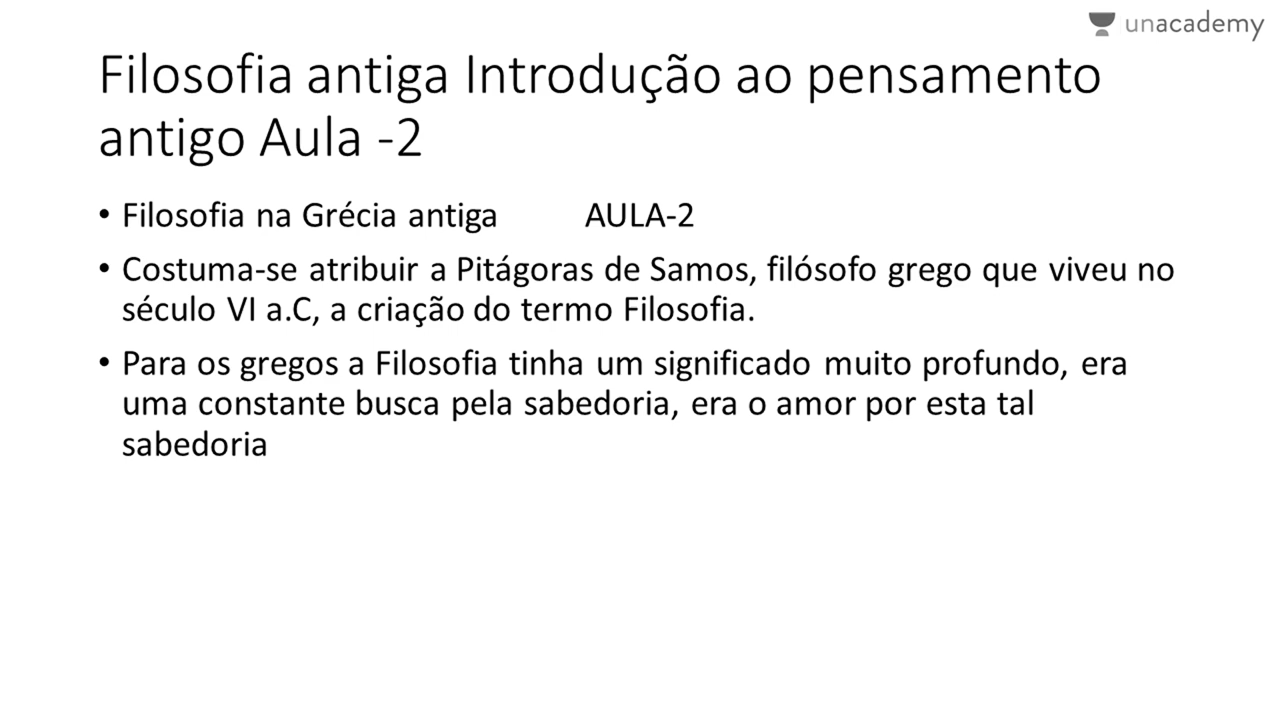 unacademy
Filosofia antiga Introdução ao pensamento
antigo Aula -2
• Filosofia na Grécia antiga AULA-2
• Costuma-se atribuir a Pitágoras de Samos, filósofo grego que viveu no
século VI a.C, a criação do termo Filosofia.
• Para os gregos a Filosofia tinha um significado muito profundo, era
uma constante busca pela sabedoria, era o amor por esta tal
sabedoria